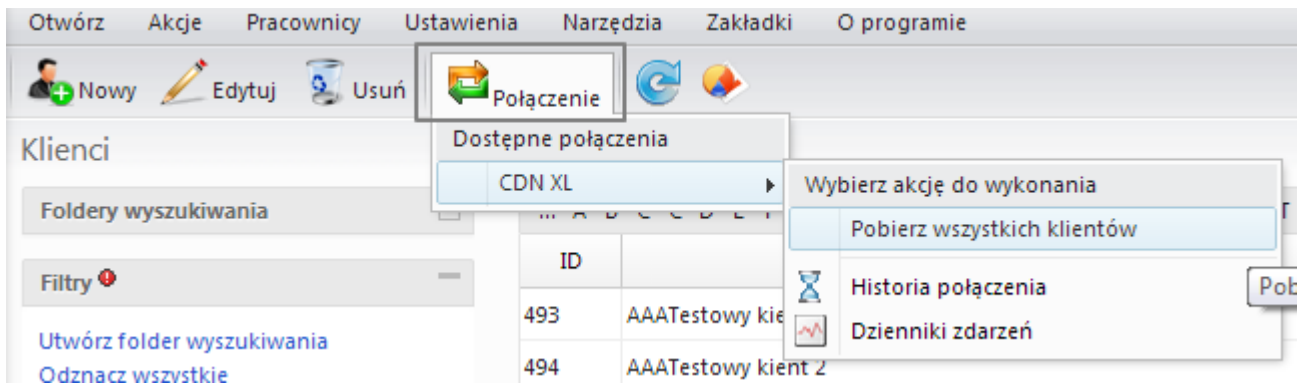 Otwórz Akcje Pracownicy Ustawienia Narzędzia Zakładki O programie
Nowy Edytuj Usuń Połączenie
Klienci
Dostępne połączenia
CDN XL
Wybierz akcję do wykonania
Pobierz wszystkich klientów
Historia połączenia
Dzienniki zdarzeń
Pob
Foldery wyszukiwania
Filtry
Utwórz folder wyszukiwania
Odznacz wszystkie
ID
493 AAATestowy kie
494 AAATestowy kient 2